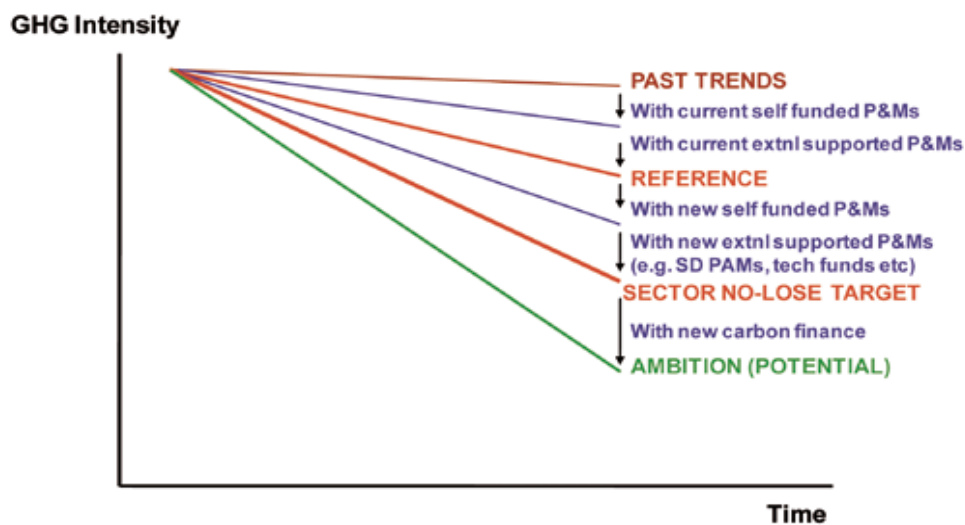 GHG Intensity
PAST TRENDS
With current self funded P&Ms
With current extnl supported P&Ms
REFERENCE
With new self funded P&Ms
With new extnl supported P&Ms
(e.g. SD PAMs, tech funds etc)
SECTOR NO-LOSE TARGET
With new carbon finance
AMBITION (POTENTIAL)
Time